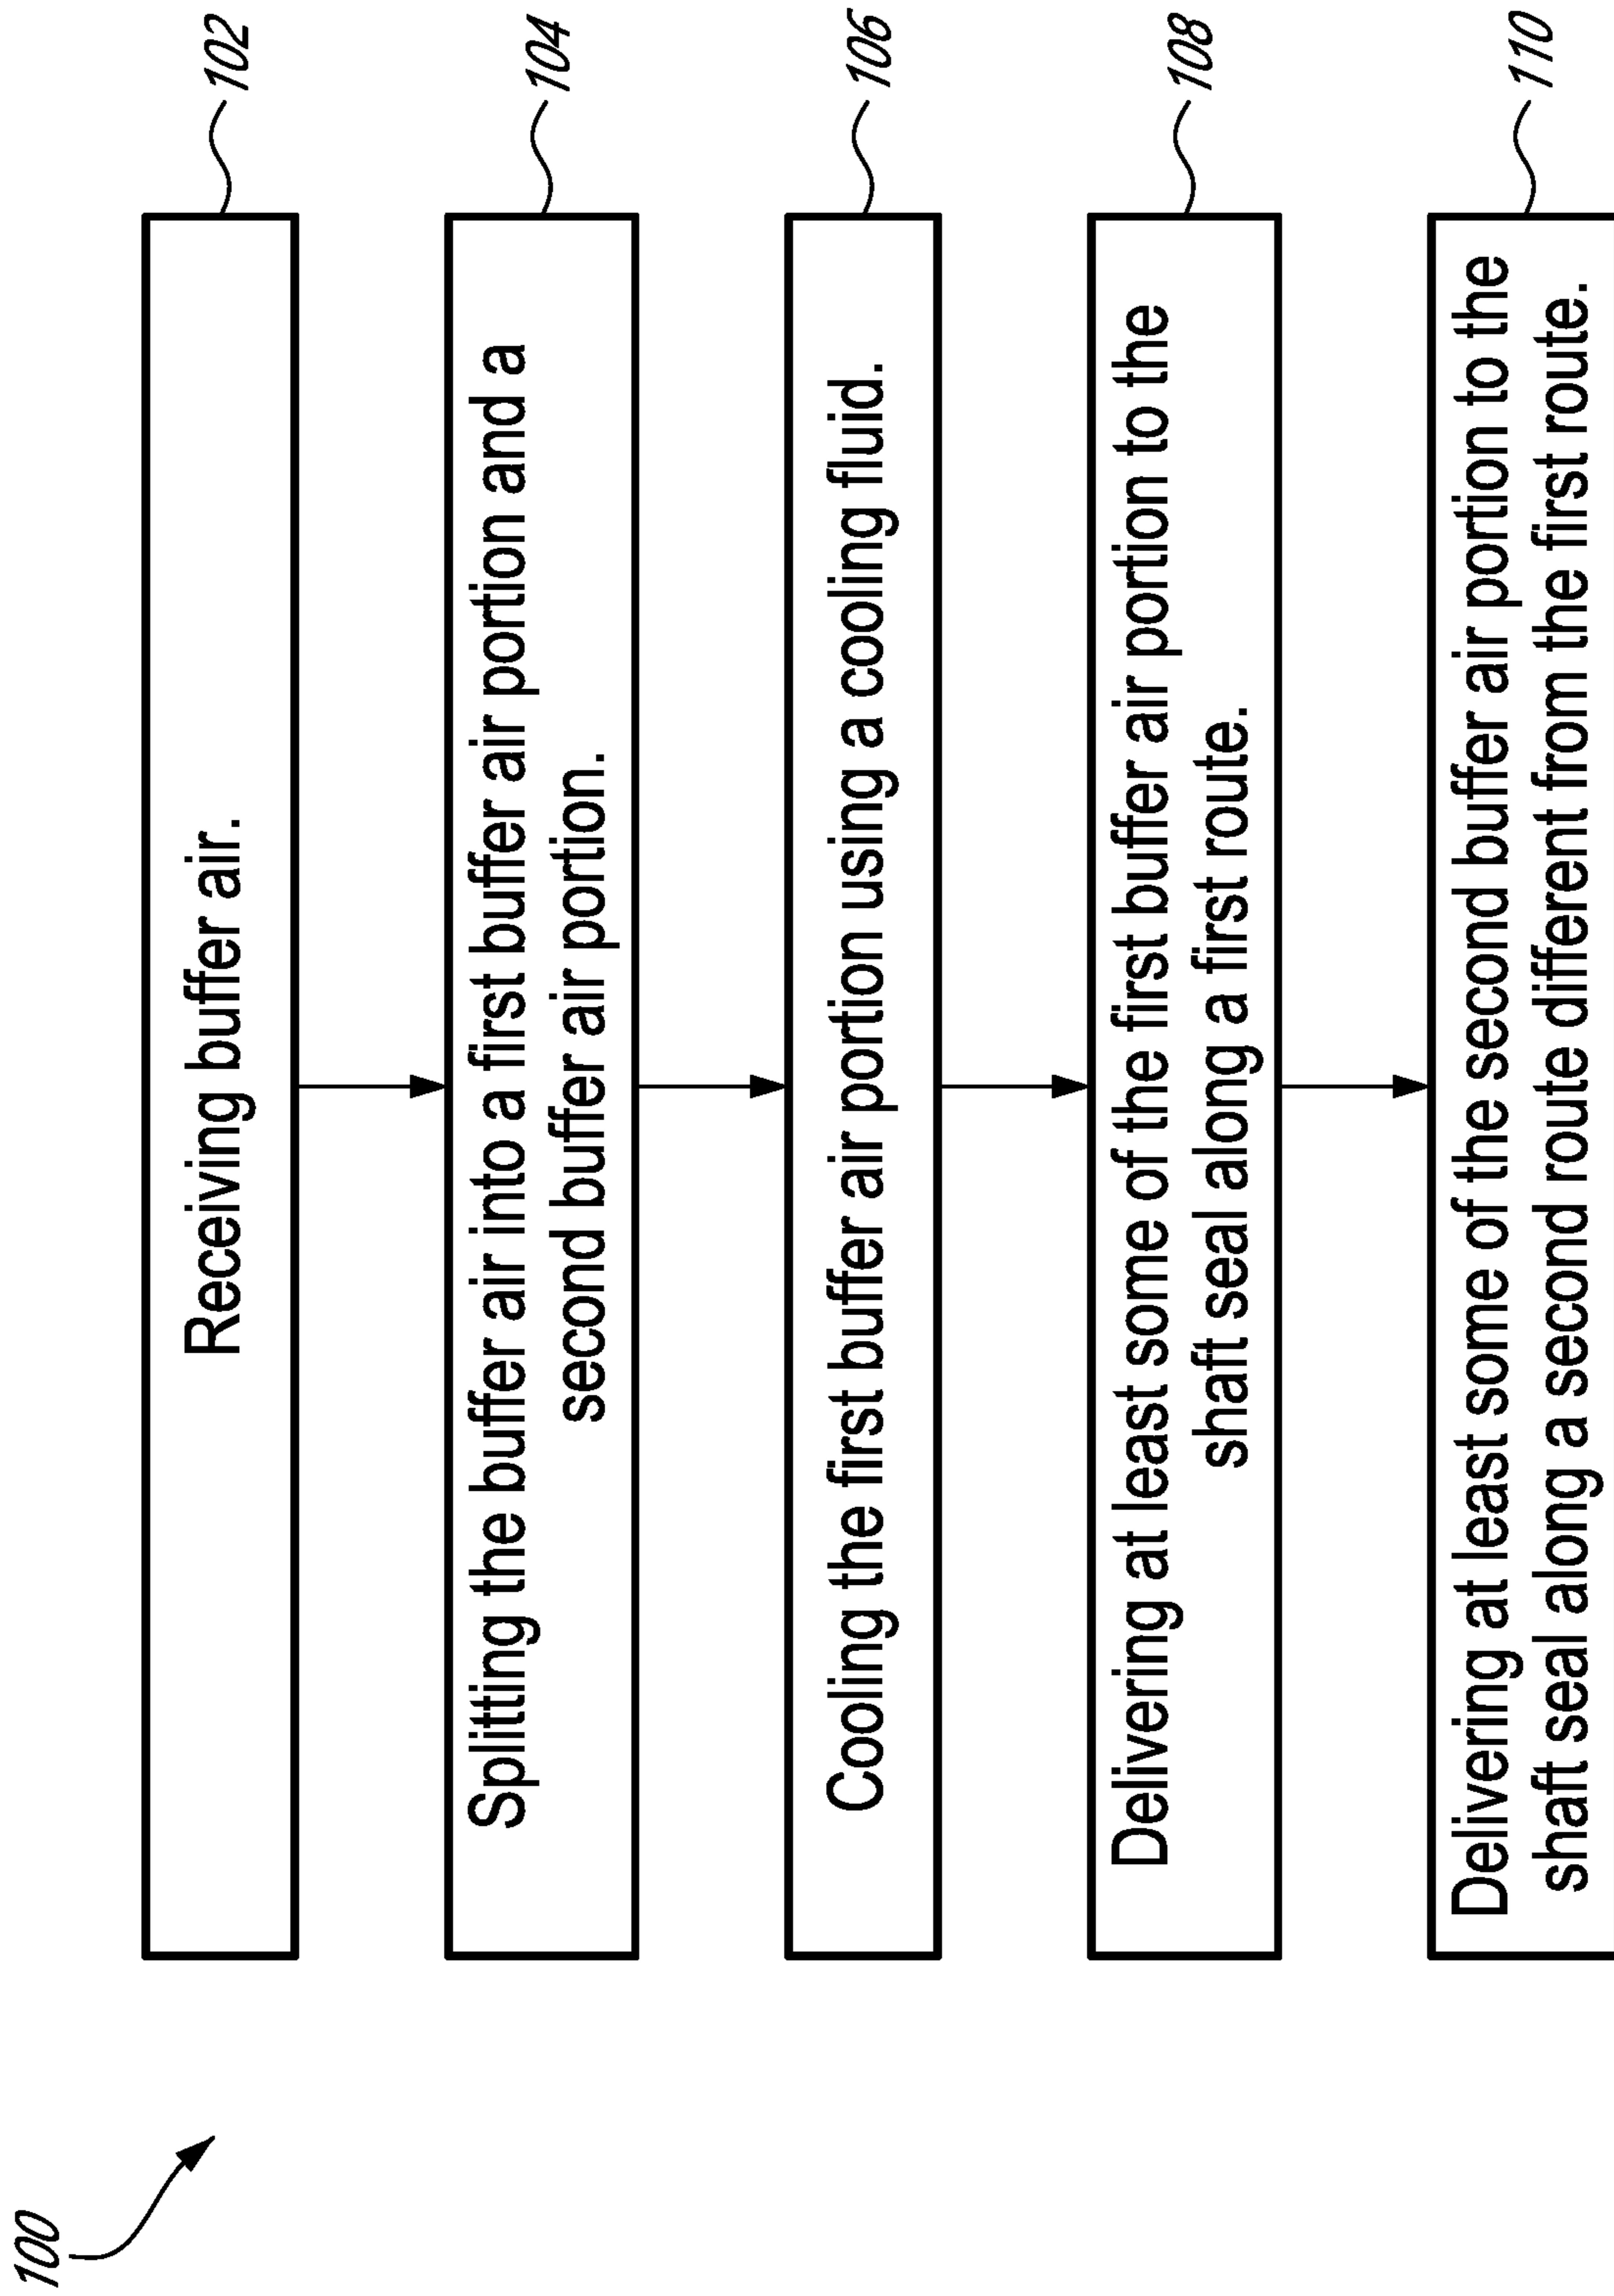 100
Receiving buffer air.
102
Splitting the buffer air into a first buffer air portion and a
second buffer air portion.
104
Cooling the first buffer air portion using a cooling fluid.
106
Delivering at least some of the first buffer air portion to the
shaft seal along a first route.
108
Delivering at least some of the second buffer air portion to the
shaft seal along a second route different from the first route.
110